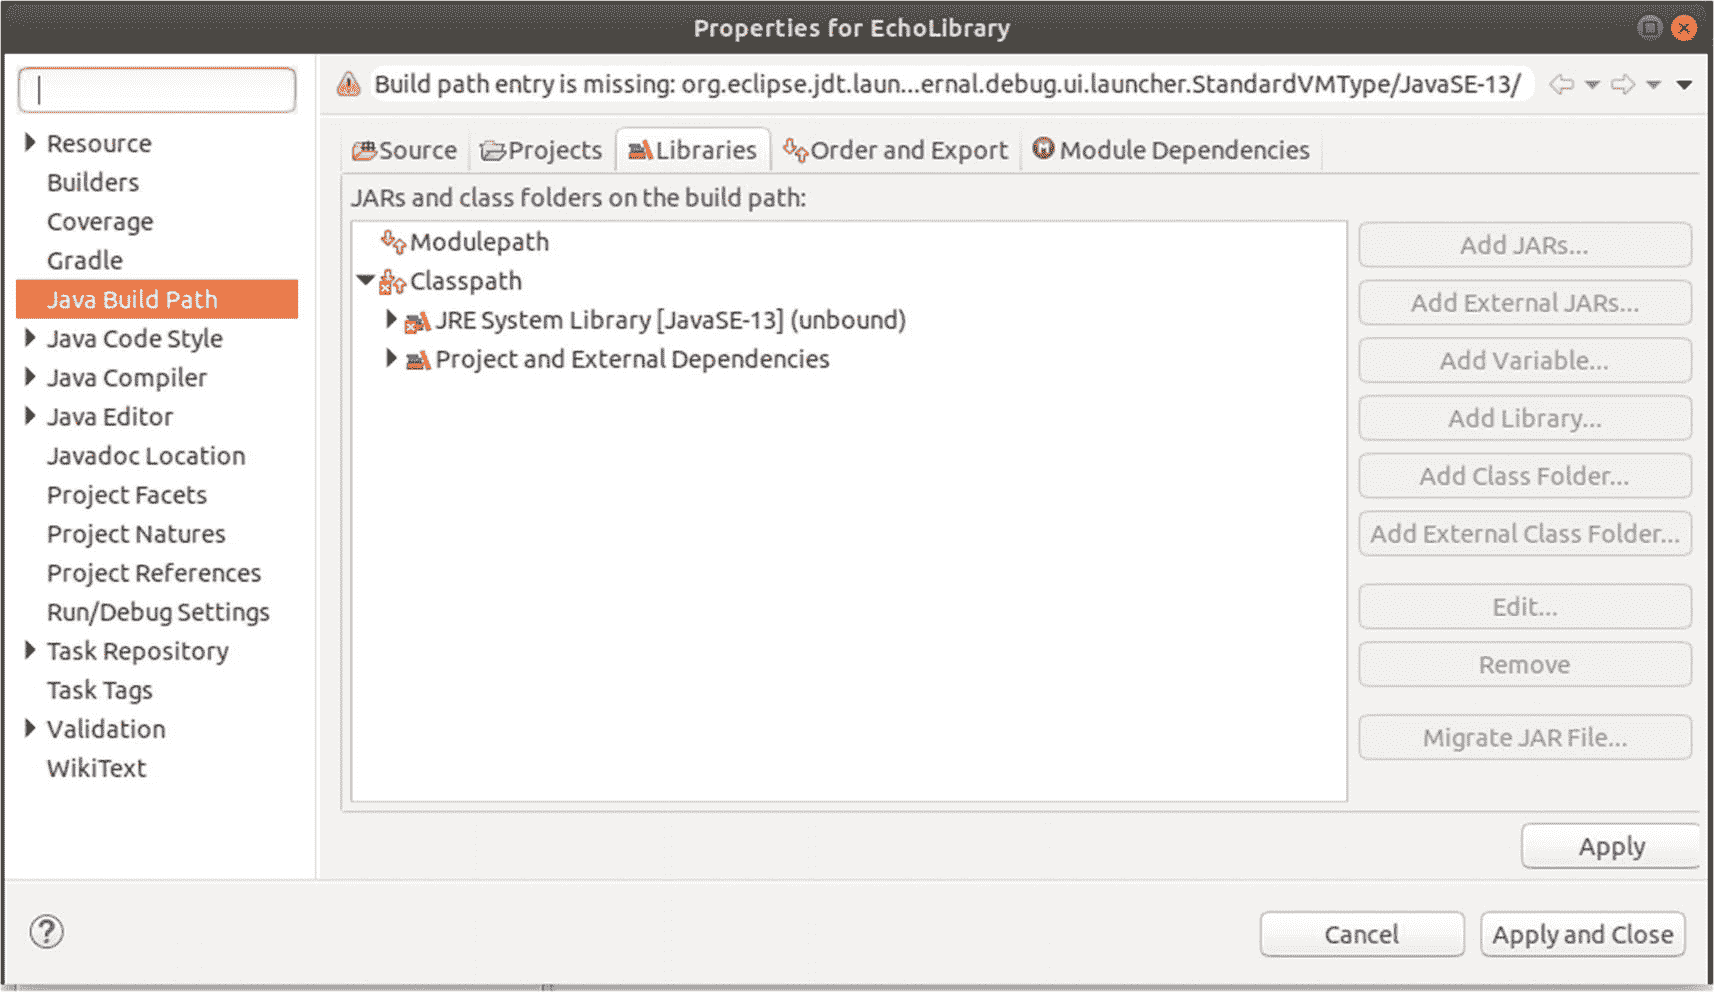 Properties for EchoLibrary
Build path entry is missing: org.eclipse.jdt.laun...ernal.debug.ui.launcher.StandardVMType/JavaSE-13/
Resource
Builders
Coverage
Gradle
Java Build Path
Java Code Style
Java Compiler
Java Editor
Javadoc Location
Project Facets
Project Natures
Project References
Run/Debug Settings
Task Repository
Task Tags
Validation
WikiText
Source Projects Libraries Order and Export Module Dependencies
JARs and class folders on the build path:
Modulepath
Classpath
JRE System Library [JavaSE-13] (unbound)
Project and External Dependencies
Add JARs...
Add External JARs...
Add Variable...
Add Library...
Add Class Folder...
Add External Class Folder...
Edit...
Remove
Migrate JAR File...
Apply
?
Cancel
Apply and Close